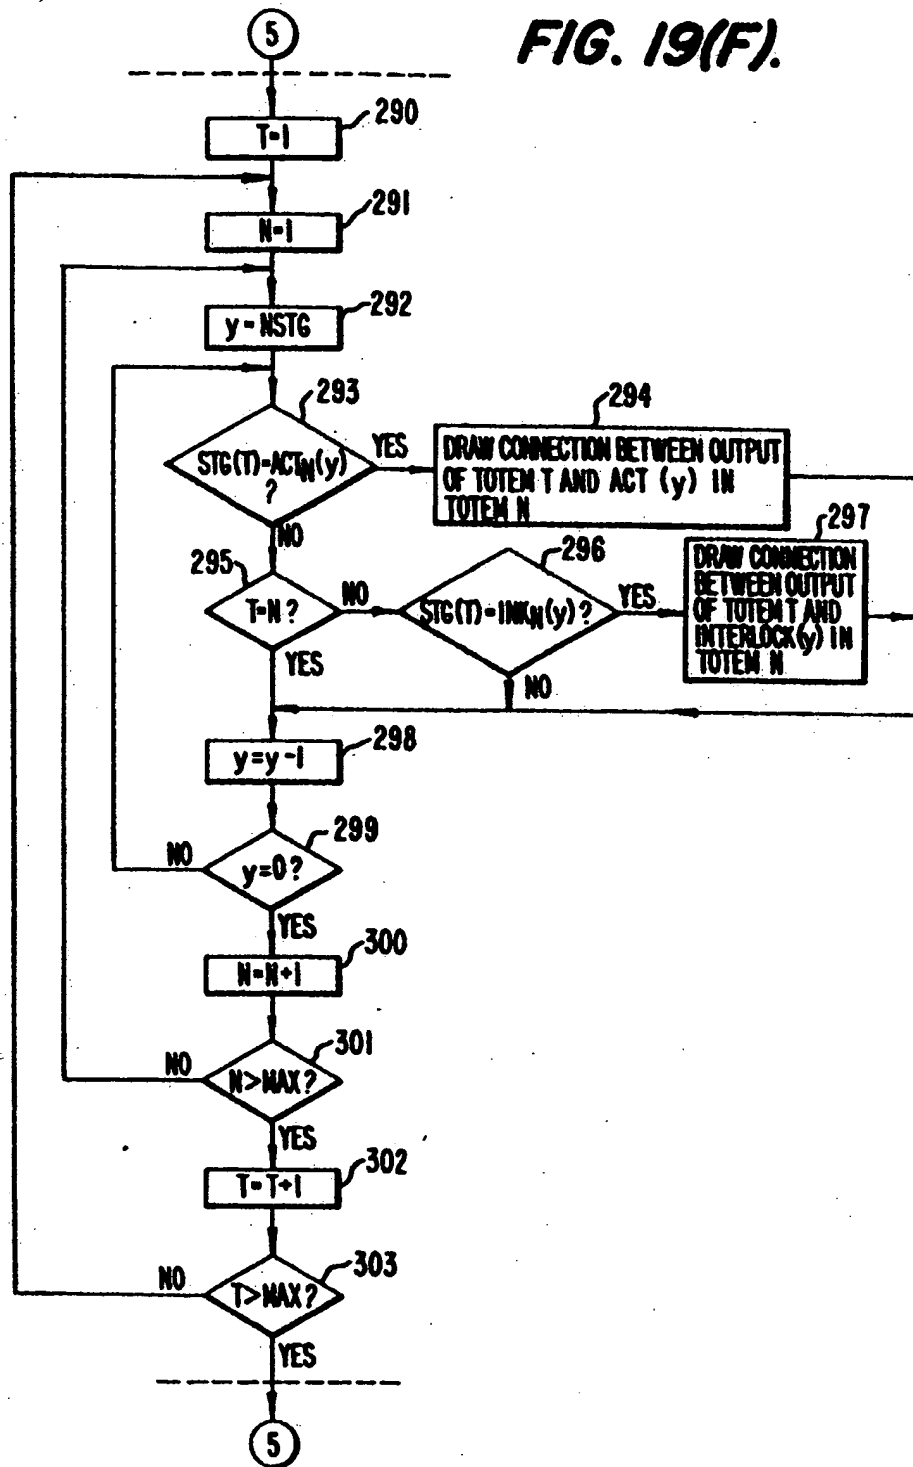 5
FIG. 19(F).
290
T=1
291
N=1
292
y=NSTG
293
STG(T)=ACTN(y)
?
YES
NO
294
DRAW CONNECTION BETWEEN OUTPUT
OF TOTEM T AND ACT (y) IN
TOTEM N
295
T=N?
NO
YES
296
STG(T)=INKN(y)?
YES
NO
297
DRAW CONNECTION
BETWEEN OUTPUT
OF TOTEM T AND
INTERLOCK(y) IN
TOTEM N
298
y=y-1
299
y=0?
NO
YES
300
N=N+1
301
N>MAX?
NO
YES
302
T=T+1
303
T>MAX?
NO
YES
5